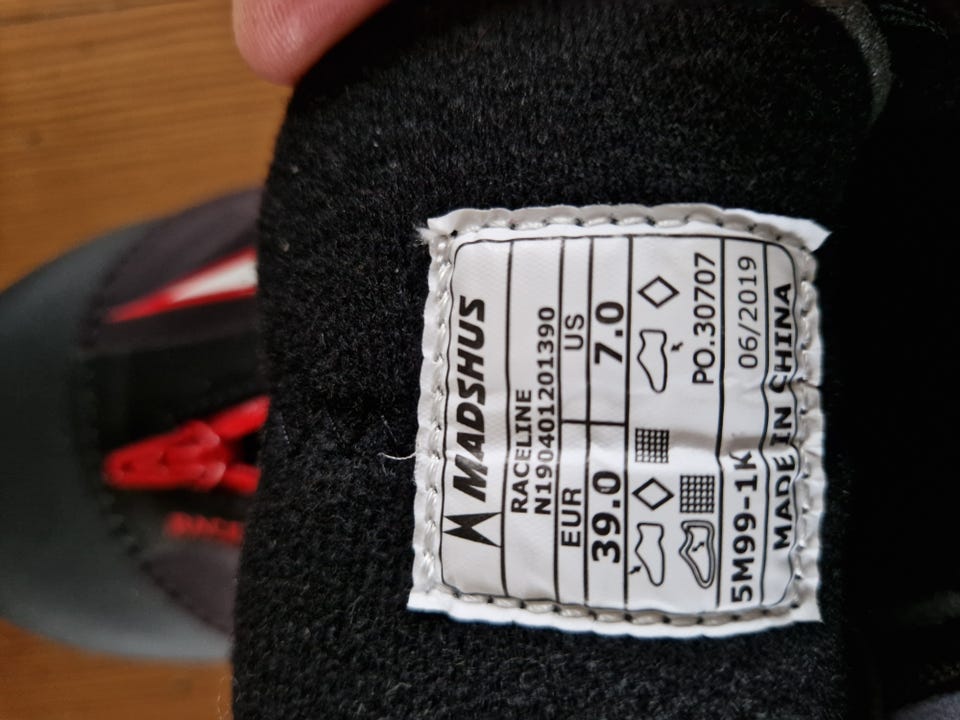 MADSHUS
RACELINE
N190401201390
EUR US
39.0 7.0
PO.30707
5M99-1K 06/2019
MADE IN CHINA